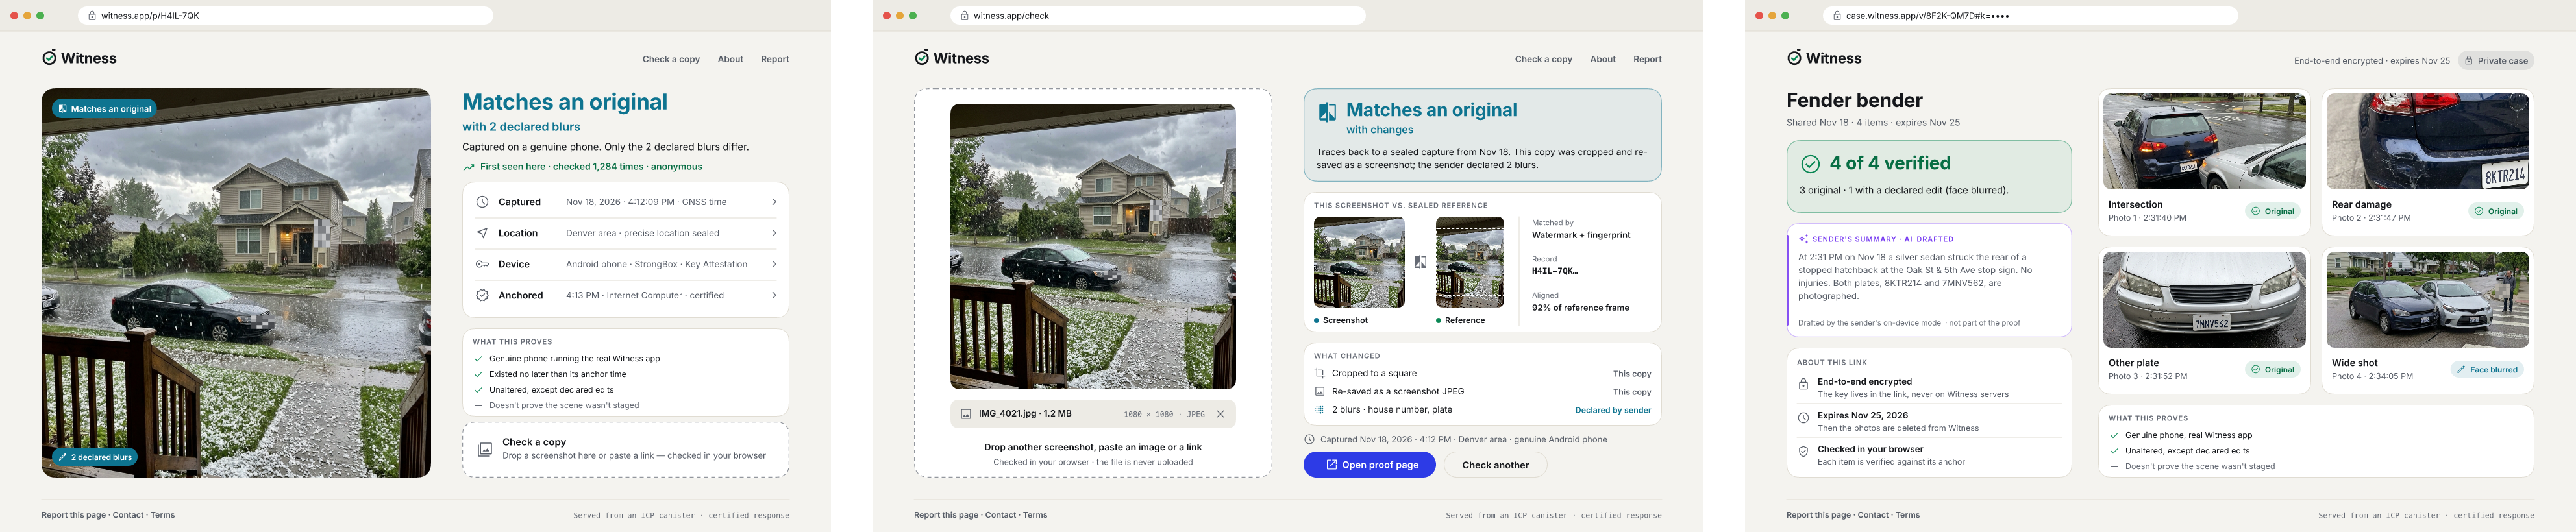 witness.app/p/H4IL-7QK
Witness
Check a copy About Report
Matches an original
2 declared blurs
Matches an original
with 2 declared blurs
Captured on a genuine phone. Only the 2 declared blurs differ.
First seen here · checked 1,284 times · anonymous
Captured Nov 18, 2026 · 4:12:09 PM · GNSS time
Location Denver area · precise location sealed
Device Android phone · StrongBox · Key Attestation
Anchored 4:13 PM · Internet Computer · certified
WHAT THIS PROVES
Genuine phone running the real Witness app
Existed no later than its anchor time
Unaltered, except declared edits
Doesn't prove the scene wasn't staged
Check a copy
Drop a screenshot here or paste a link — checked in your browser
Report this page · Contact · Terms
Served from an ICP canister · certified response
witness.app/check
Witness
Check a copy About Report
IMG_4021.jpg · 1.2 MB 1080 × 1080 · JPEG
Drop another screenshot, paste an image or a link
Checked in your browser · the file is never uploaded
Matches an original
with changes
Traces back to a sealed capture from Nov 18. This copy was cropped and re-
saved as a screenshot; the sender declared 2 blurs.
THIS SCREENSHOT VS. SEALED REFERENCE
Screenshot
Reference
Matched by
Watermark + fingerprint
Record
H4IL–7QK…
Aligned
92% of reference frame
WHAT CHANGED
Cropped to a square This copy
Re-saved as a screenshot JPEG This copy
2 blurs · house number, plate Declared by sender
Captured Nov 18, 2026 · 4:12 PM · Denver area · genuine Android phone
Open proof page
Check another
Report this page · Contact · Terms
Served from an ICP canister · certified response
case.witness.app/v/8F2K-QM7D#k=••••
Witness
End-to-end encrypted · expires Nov 25 Private case
Fender bender
Shared Nov 18 · 4 items · expires Nov 25
4 of 4 verified
3 original · 1 with a declared edit (face blurred).
SENDER'S SUMMARY · AI-DRAFTED
At 2:31 PM on Nov 18 a silver sedan struck the rear of a
stopped hatchback at the Oak St & 5th Ave stop sign. No
injuries. Both plates, 8KTR214 and 7MNV562, are
photographed.
Drafted by the sender's on-device model · not part of the proof
ABOUT THIS LINK
End-to-end encrypted
The key lives in the link, never on Witness servers
Expires Nov 25, 2026
Then the photos are deleted from Witness
Checked in your browser
Each item is verified against its anchor
Intersection
Photo 1 · 2:31:40 PM
Original
8KTR214
Rear damage
Photo 2 · 2:31:47 PM
Original
7MNV562
Other plate
Photo 3 · 2:31:52 PM
Original
Wide shot
Photo 4 · 2:34:05 PM
Face blurred
WHAT THIS PROVES
Genuine phone, real Witness app
Unaltered, except declared edits
Doesn't prove the scene wasn't staged
Report this page · Contact · Terms
Served from an ICP canister · certified response